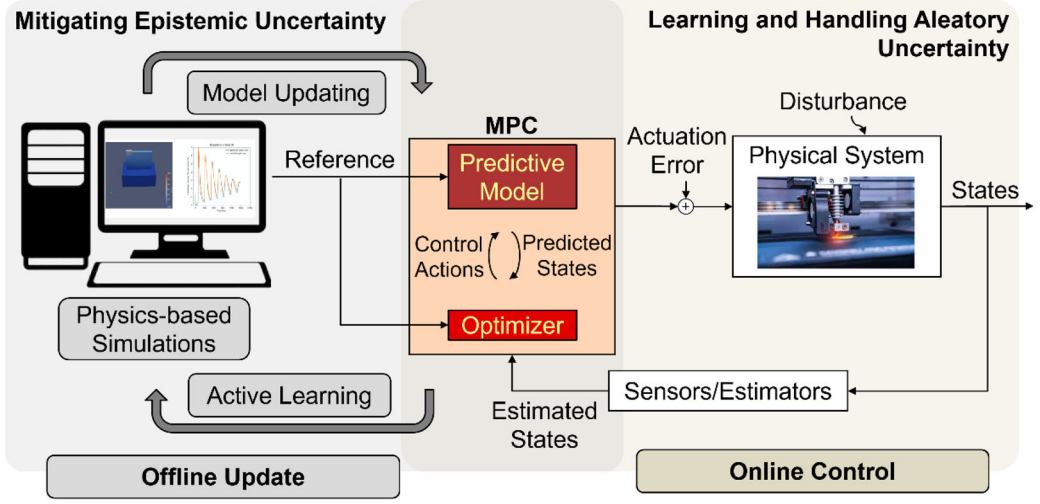 Mitigating Epistemic Uncertainty
Learning and Handling Aleatory
Uncertainty
Model Updating
MPC
Reference
Predictive
Model
Control
Actions
Predicted
States
Optimizer
Actuation
Error
+
Disturbance
Physical System
States
Physics-based
Simulations
Active Learning
Estimated
States
Sensors/Estimators
Offline Update
Online Control